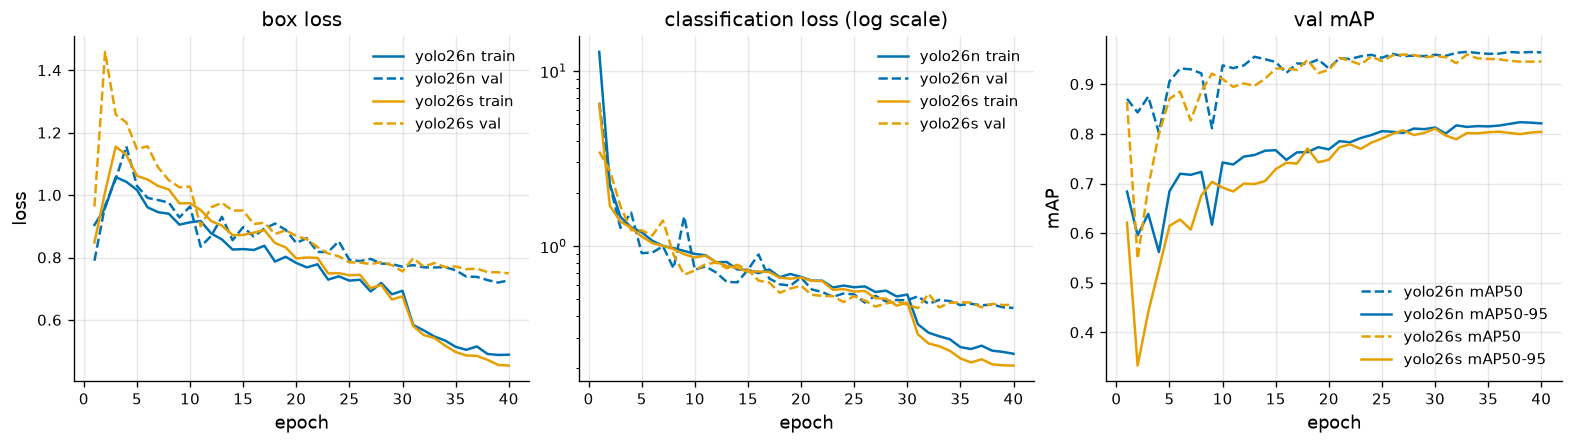 box loss
loss
1.4
1.2
1.0
0.8
0.6
0
5
10
15
20
25
30
35
40
epoch
yolo26n train
yolo26n val
yolo26s train
yolo26s val
classification loss (log scale)
10¹
10⁰
0
5
10
15
20
25
30
35
40
epoch
yolo26n train
yolo26n val
yolo26s train
yolo26s val
val mAP
mAP
0.9
0.8
0.7
0.6
0.5
0.4
0
5
10
15
20
25
30
35
40
epoch
yolo26n mAP50
yolo26n mAP50-95
yolo26s mAP50
yolo26s mAP50-95